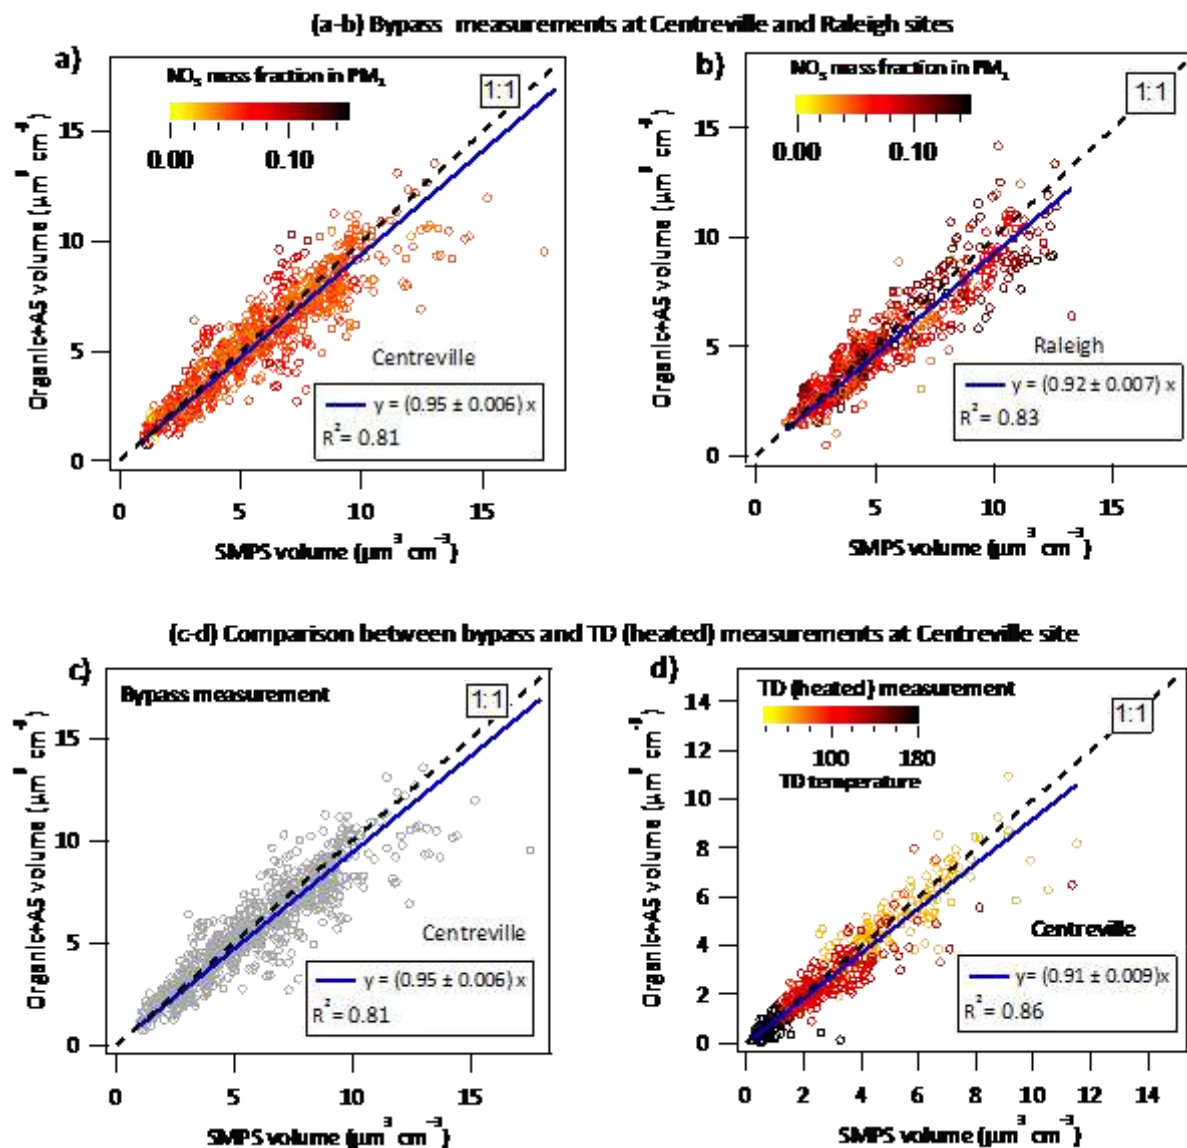 (a-b) Bypass measurements at Centreville and Raleigh sites
a)
NO₃ mass fraction in PM₁
0.00 0.10
1:1
Organic+AS volume (µm³ cm⁻³)
15
10
5
0
Centreville
y = (0.95 ± 0.006) x
R² = 0.81
0 5 10 15
SMPS volume (µm³ cm⁻³)
b)
NO₃ mass fraction in PM₁
0.00 0.10
1:1
Organic+AS volume (µm³ cm⁻³)
15
10
5
0
Raleigh
y = (0.92 ± 0.007) x
R² = 0.83
0 5 10 15
SMPS volume (µm³ cm⁻³)
(c-d) Comparison between bypass and TD (heated) measurements at Centreville site
c)
Bypass measurement
1:1
Organic+AS volume (µm³ cm⁻³)
15
10
5
0
Centreville
y = (0.95 ± 0.006) x
R² = 0.81
0 5 10 15
SMPS volume (µm³ cm⁻³)
d)
TD (heated) measurement
100 180
TD temperature
1:1
Organic+AS volume (µm³ cm⁻³)
14
12
10
8
6
4
2
0
Centreville
y= (0.91 ± 0.009)x
R² = 0.86
0 2 4 6 8 10 12 14
SMPS volume (µm³ cm⁻³)